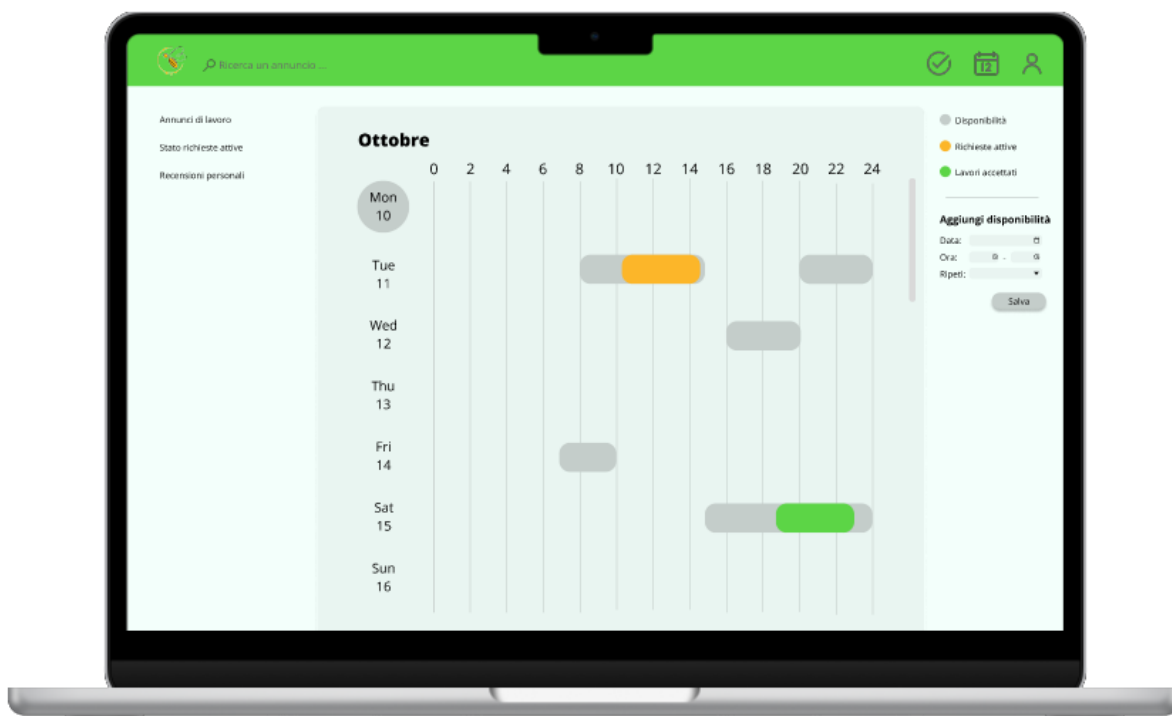 Ricerca un annuncio ...
12
Annunci di lavoro
Stato richieste attive
Recensioni personali
Ottobre
0 2 4 6 8 10 12 14 16 18 20 22 24
Mon
10
Tue
11
Wed
12
Thu
13
Fri
14
Sat
15
Sun
16
Disponibilità
Richieste attive
Lavori accettati
Aggiungi disponibilità
Data:
Ora: -
Ripeti:
Salva